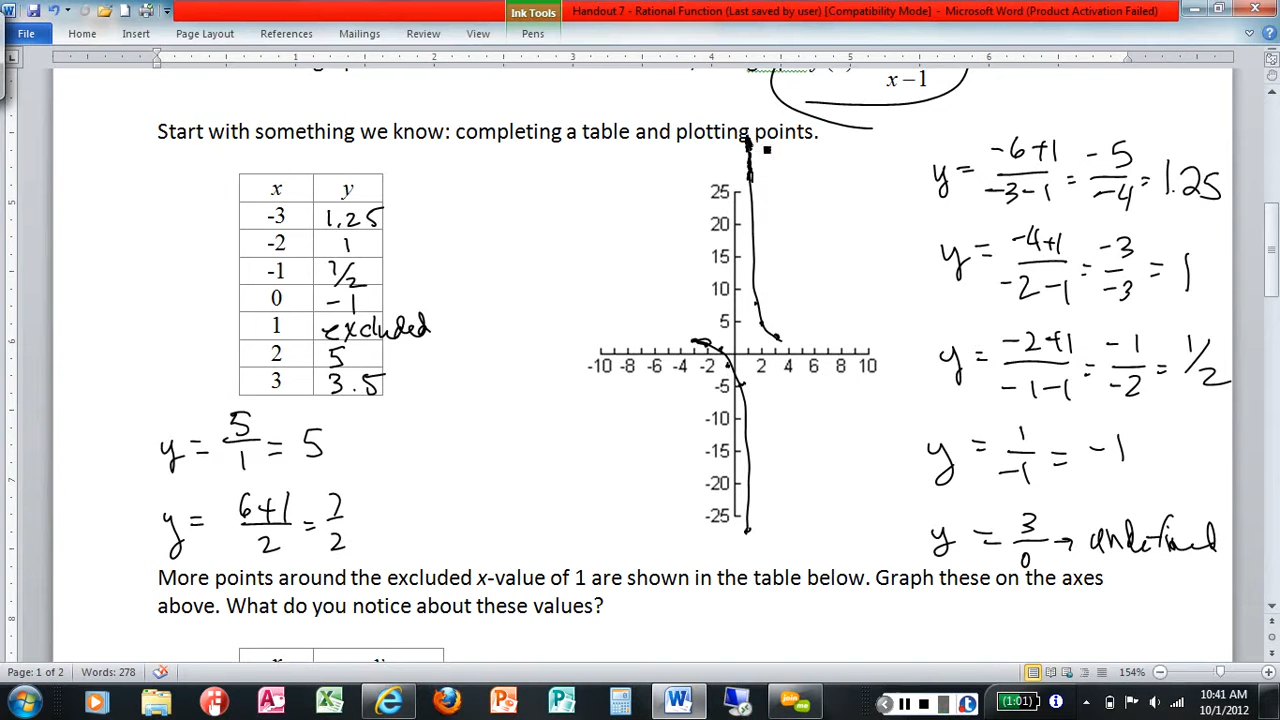 Ink Tools
Handout 7 - Rational Function (Last saved by user) [Compatibility Mode] - Microsoft Word (Product Activation Failed)
File Home Insert Page Layout References Mailings Review View Pens
1 2 4 5 6
x − 1
Start with something we know: completing a table and plotting points.
x y
-3 1.25
-2 1
-1 1/2
0 -1
1 excluded
2 5
3 3.5
y = 5/1 = 5
y = 6+1/2 = 7/2
25
20
15
10
5
-10 -8 -6 -4 -2 2 4 6 8 10
-5
-10
-15
-20
-25
y = -6+1/-3-1 = -5/-4 = 1.25
y = -4+1/-2-1 = -3/-3 = 1
y = -2+1/-1-1 = -1/-2 = 1/2
y = 1/-1 = -1
y = 3/0 → undefined
More points around the excluded x-value of 1 are shown in the table below. Graph these on the axes
above. What do you notice about these values?
Page: 1 of 2 Words: 278 154%
(1:01) 10:41 AM
10/1/2012